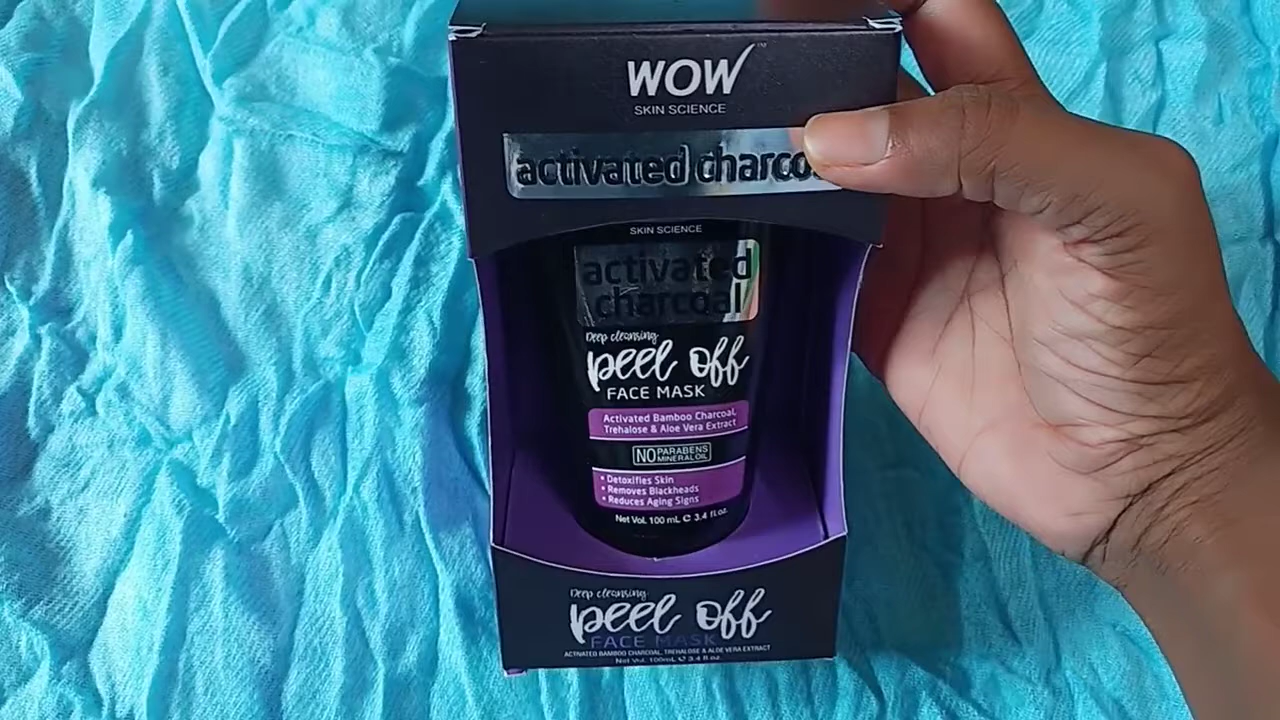 WOW
SKIN SCIENCE
activated charco
SKIN SCIENCE
activated
charcoal
Deep cleansing
peel off
FACE MASK
Activated Bamboo Charcoal,
Trehalose & Aloe Vera Extract
NO PARABENS
MINERAL OIL
• Detoxifies Skin
• Removes Blackheads
• Reduces Aging Signs
Net Vol. 100 mL ℮ 3.4 fl oz.
Deep cleansing
peel off
FACE MASK
ACTIVATED BAMBOO CHARCOAL, TREHALOSE & ALOE VERA EXTRACT
Net Vol. 100mL ℮ 3.4 fl oz.